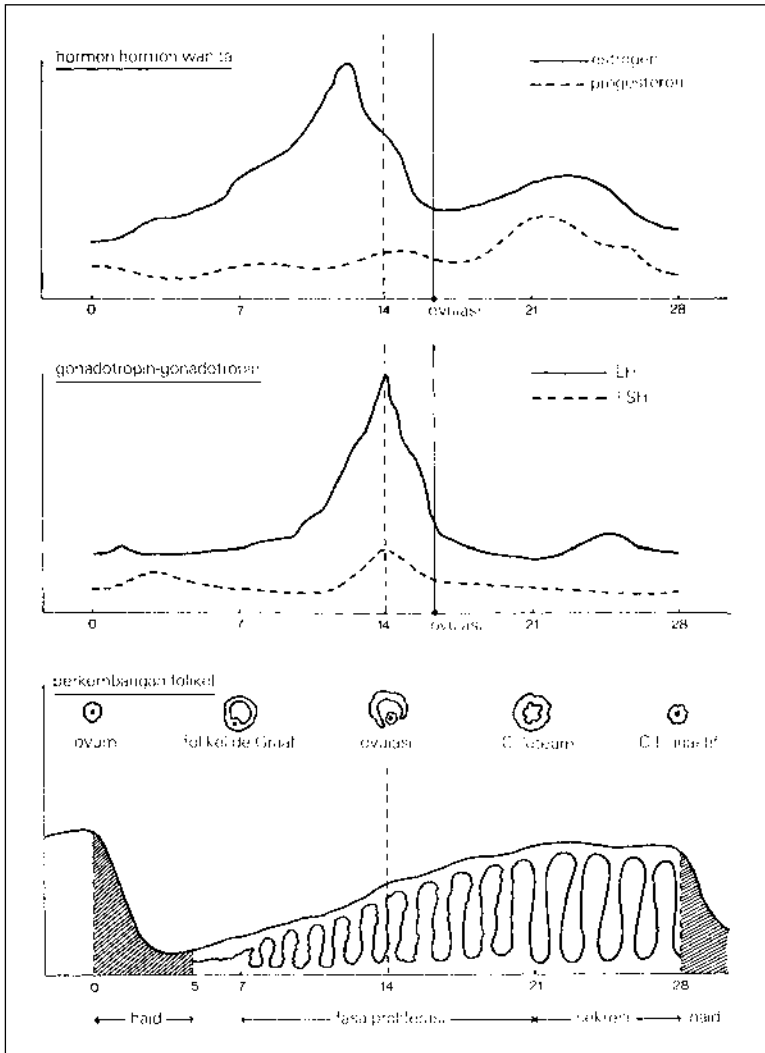 hormon hormon wanita
estrogen
progesteron
0 7 14 ovulasi 21 28
gonadotropin-gonadotropin
LH
FSH
0 7 14 ovulasi 21 28
perkembangan folikel
ovum folikel de Graaf ovulasi C. luteum C.L. inaktif
0 5 7 14 21 28
haid fasa proliferasi sekresi haid